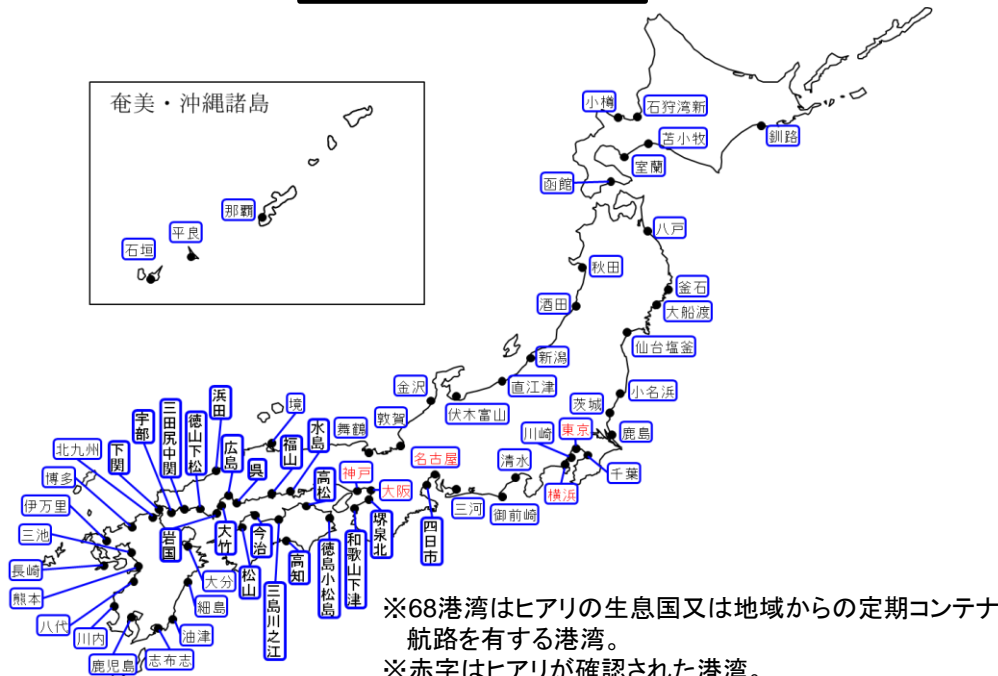 奄美・沖縄諸島
那覇
平良
石垣
小樽
石狩湾新
苫小牧
釧路
室蘭
函館
八戸
秋田
釜石
酒田
大船渡
仙台塩釜
新潟
直江津
金沢
伏木富山
小名浜
茨城
東京
鹿島
川崎
千葉
横浜
清水
御前崎
三河
名古屋
四日市
敦賀
舞鶴
境
浜田
水島
福山
呉
広島
徳山下松
三田尻中関
宇部
下関
北九州
博多
伊万里
三池
長崎
熊本
八代
川内
鹿児島
志布志
油津
細島
大分
岩国
大竹
松山
今治
三島川之江
高知
高松
徳島小松島
神戸
大阪
堺泉北
和歌山下津
※68港湾はヒアリの生息国又は地域からの定期コンテナ
航路を有する港湾。
※赤字はヒアリが確認された港湾。